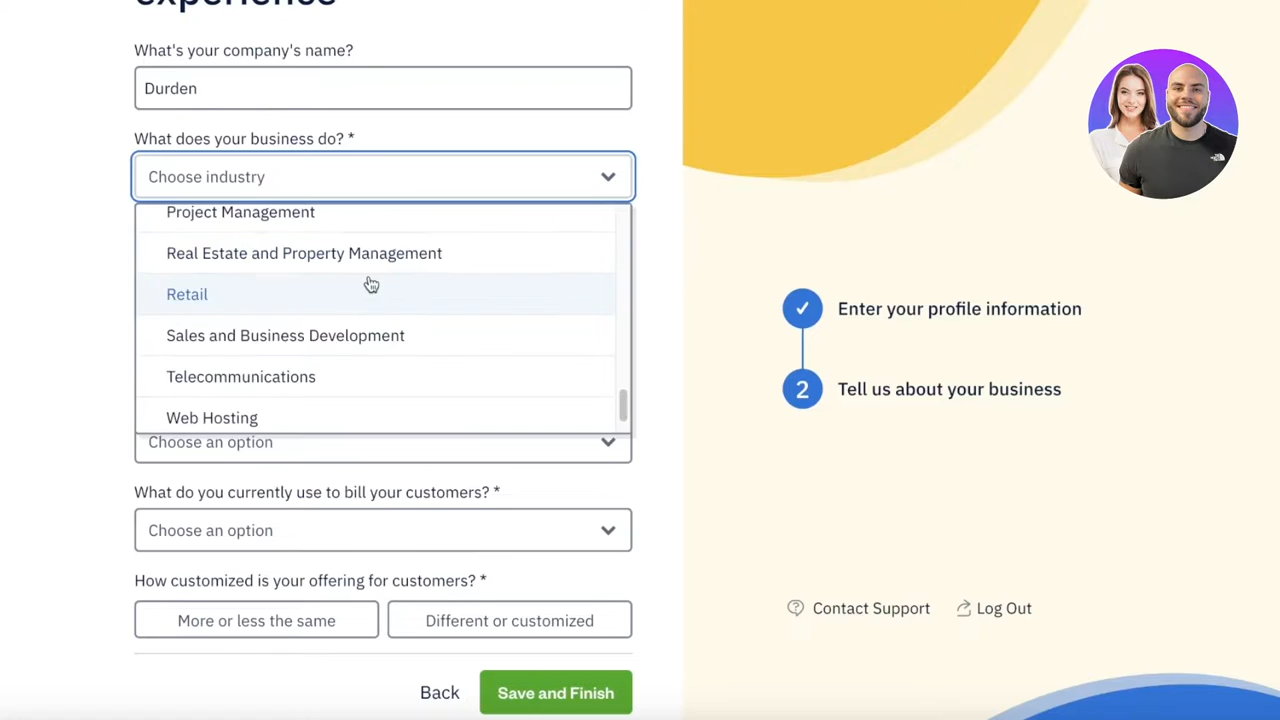 experience
What's your company's name?
Durden
What does your business do? *
Choose industry
Project Management
Real Estate and Property Management
Retail
Sales and Business Development
Telecommunications
Web Hosting
Choose an option
What do you currently use to bill your customers? *
Choose an option
How customized is your offering for customers? *
More or less the same
Different or customized
Back
Save and Finish
Enter your profile information
2
Tell us about your business
Contact Support
Log Out